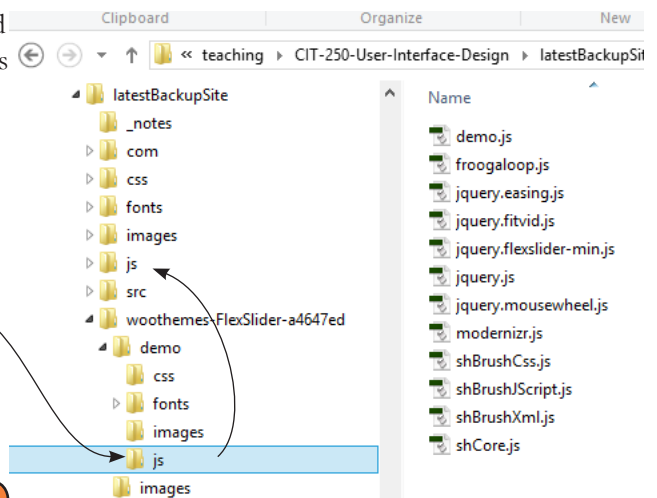 Clipboard Organize New
d
s « teaching CIT-250-User-Interface-Design latestBackupSit
latestBackupSite
_notes
com
css
fonts
images
js
src
woothemes-FlexSlider-a4647ed
demo
css
fonts
images
js
images
Name
demo.js
froogaloop.js
jquery.easing.js
jquery.fitvid.js
jquery.flexslider-min.js
jquery.js
jquery.mousewheel.js
modernizr.js
shBrushCss.js
shBrushJScript.js
shBrushXml.js
shCore.js